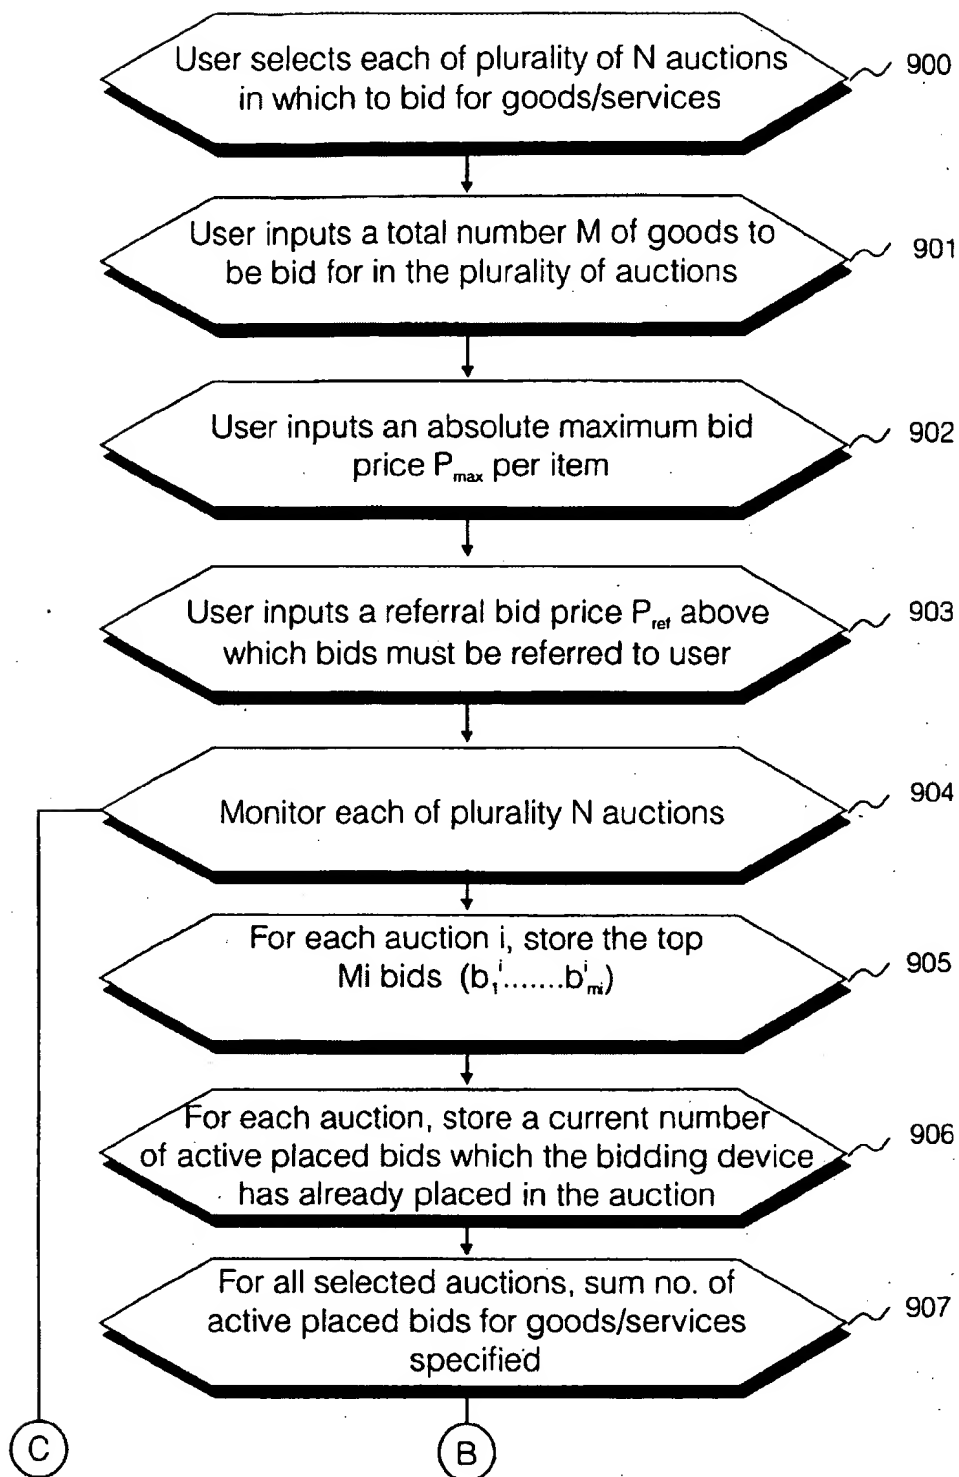 User selects each of plurality of N auctions
in which to bid for goods/services
900
User inputs a total number M of goods to
be bid for in the plurality of auctions
901
User inputs an absolute maximum bid
price Pmax per item
902
User inputs a referral bid price Pref above
which bids must be referred to user
903
Monitor each of plurality N auctions
904
For each auction i, store the top
Mi bids (b₁ⁱ.......bⁱmi)
905
For each auction, store a current number
of active placed bids which the bidding device
has already placed in the auction
906
For all selected auctions, sum no. of
active placed bids for goods/services
specified
907
C
B